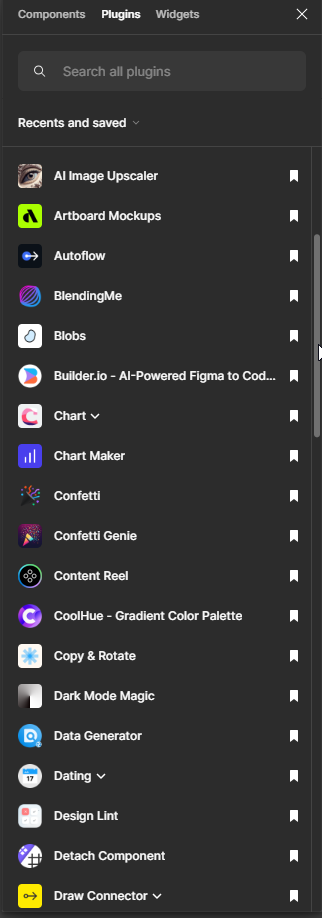 Components Plugins Widgets
Search all plugins
Recents and saved
AI Image Upscaler
Artboard Mockups
Autoflow
BlendingMe
Blobs
Builder.io - AI-Powered Figma to Cod...
Chart
Chart Maker
Confetti
Confetti Genie
Content Reel
CoolHue - Gradient Color Palette
Copy & Rotate
Dark Mode Magic
Data Generator
17 Dating
Design Lint
Detach Component
Draw Connector